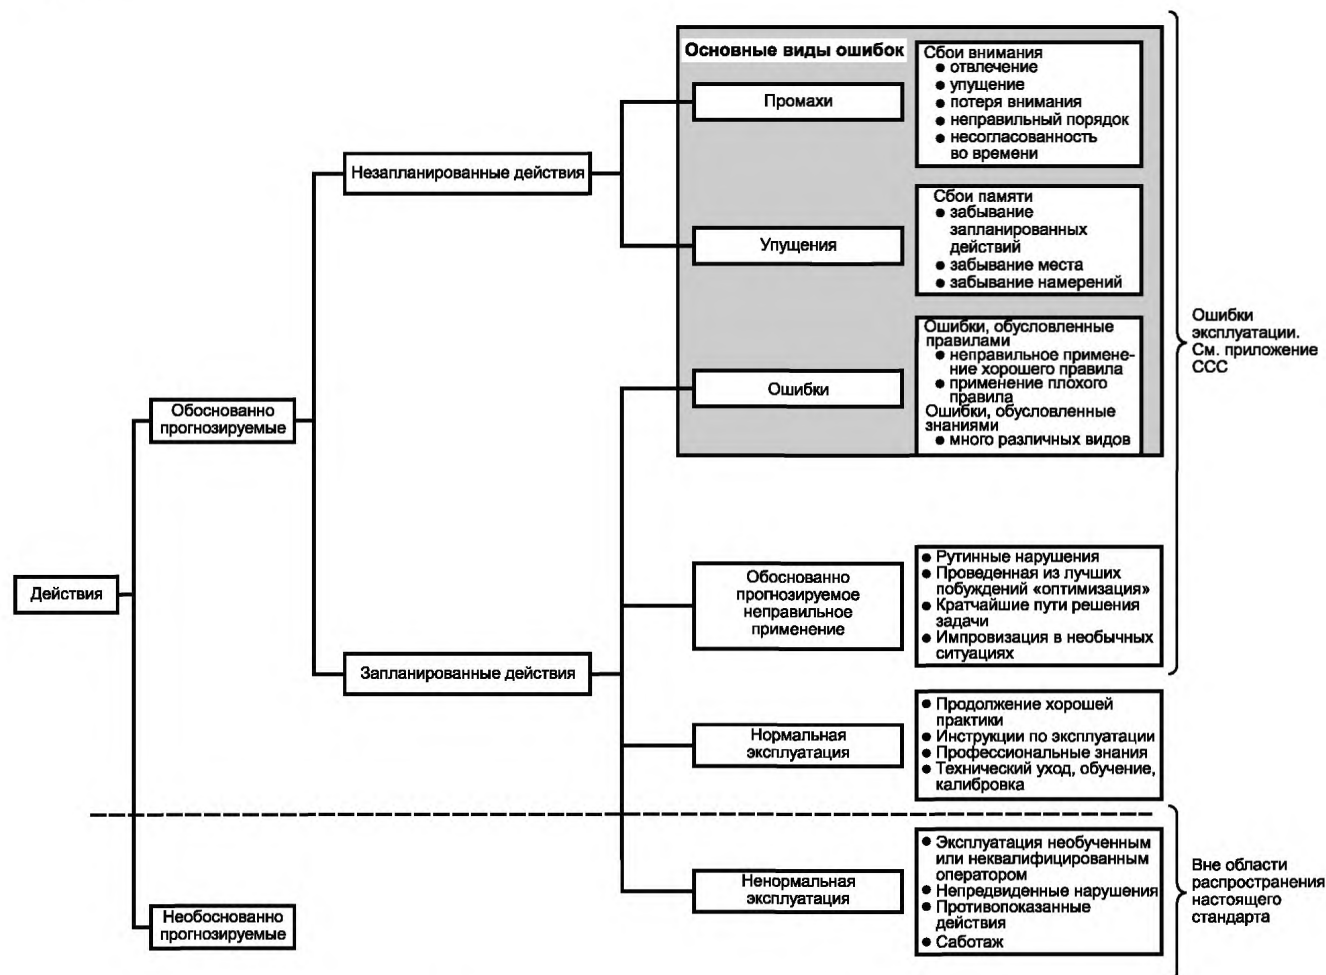 Действия
Обоснованно
прогнозируемые
Необоснованно
прогнозируемые
Незапланированные действия
Запланированные действия
Основные виды ошибок
Промахи
Сбои внимания
● отвлечение
● упущение
● потеря внимания
● неправильный порядок
● несогласованность
во времени
Упущения
Сбои памяти
● забывание
запланированных
действий
● забывание места
● забывание намерений
Ошибки
Ошибки, обусловленные
правилами
● неправильное примене-
ние хорошего правила
● применение плохого
правила
Ошибки, обусловленные
знаниями
● много различных видов
Ошибки
эксплуатации.
См. приложение
ССС
Обоснованно
прогнозируемое
неправильное
применение
● Рутинные нарушения
● Проведенная из лучших
побуждений «оптимизация»
● Кратчайшие пути решения
задачи
● Импровизация в необычных
ситуациях
Нормальная
эксплуатация
● Продолжение хорошей
практики
● Инструкции по эксплуатации
● Профессиональные знания
● Технический уход, обучение,
калибровка
Ненормальная
эксплуатация
● Эксплуатация необученным
или неквалифицированным
оператором
● Непредвиденные нарушения
● Противопоказанные
действия
● Саботаж
Вне области
распространения
настоящего
стандарта